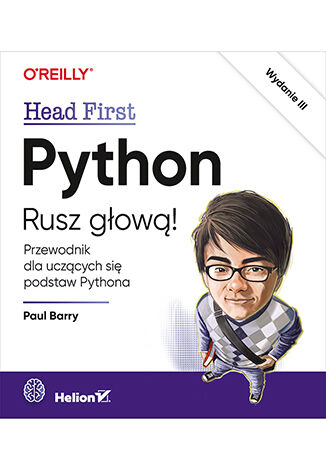 O'REILLY®
Wydanie III
Head First
Python
Rusz głową!
Przewodnik
dla uczących się
podstaw Pythona
Paul Barry
Helion